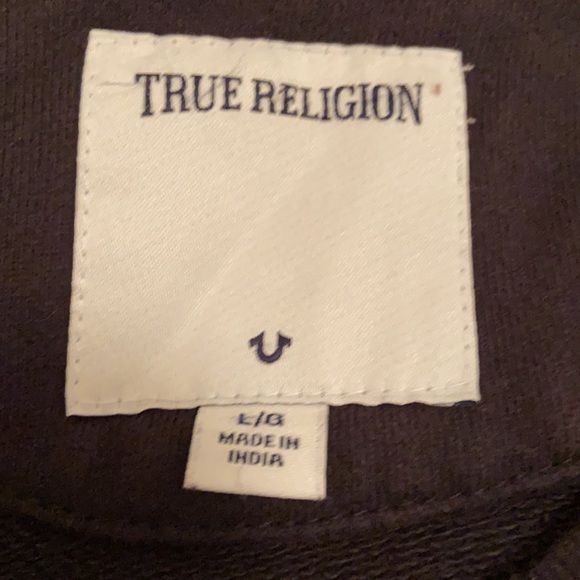 TRUE RELIGION
L/G
MADE IN
INDIA